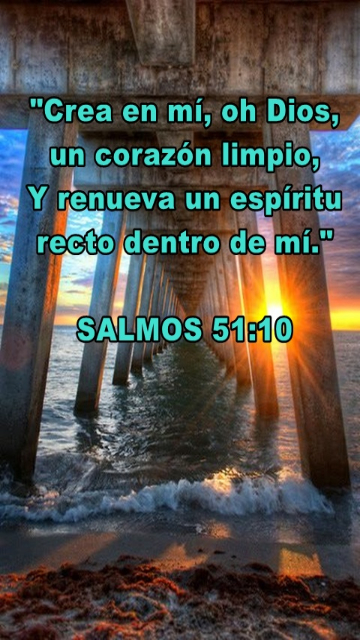 "Crea en mí, oh Dios,
un corazón limpio,
Y renueva un espíritu
recto dentro de mí."
SALMOS 51:10